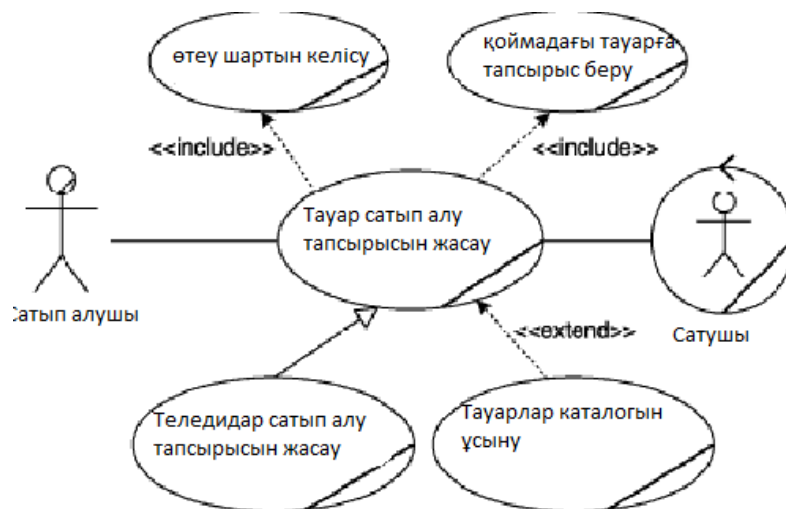 өтеу шартын келісу
қоймадағы тауарға
тапсырыс беру
<<include>>
<<include>>
Тауар сатып алу
тапсырысын жасау
Сатып алушы
Сатушы
<<extend>>
Теледидар сатып алу
тапсырысын жасау
Тауарлар каталогын
ұсыну